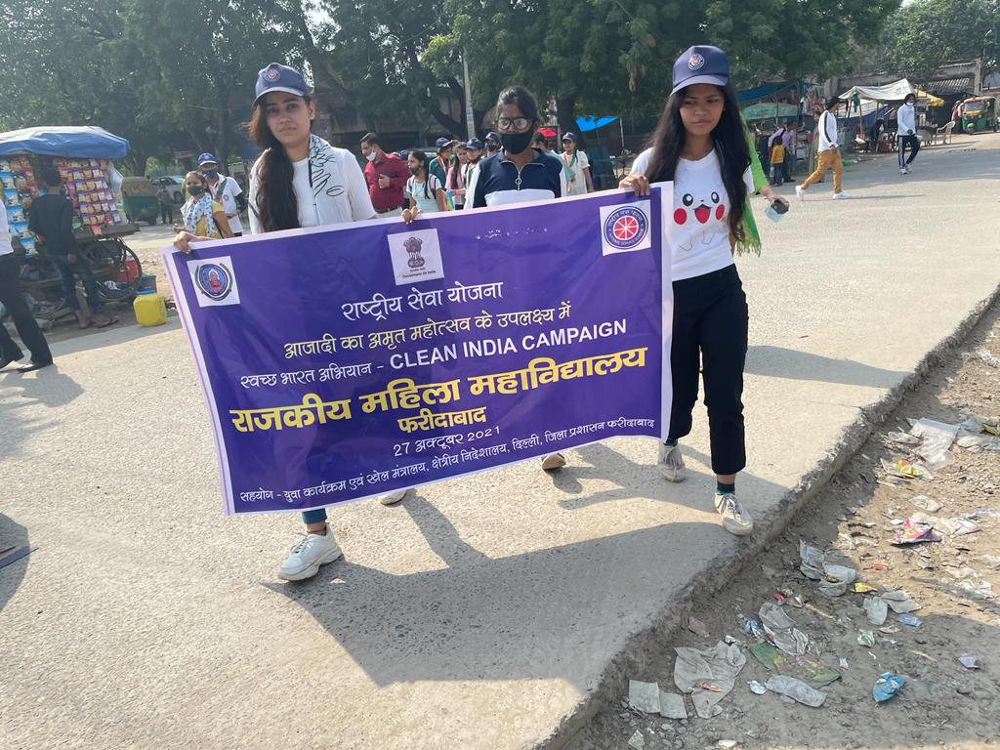 Government of India
राष्ट्रीय सेवा योजना
आजादी का अमृत महोत्सव के उपलक्ष्य में
स्वच्छ भारत अभियान - CLEAN INDIA CAMPAIGN
राजकीय महिला महाविद्यालय
फरीदाबाद
27 अक्टूबर 2021
सहयोग - युवा कार्यक्रम एवं खेल मंत्रालय, क्षेत्रीय निदेशालय, दिल्ली, जिला प्रशासन फरीदाबाद